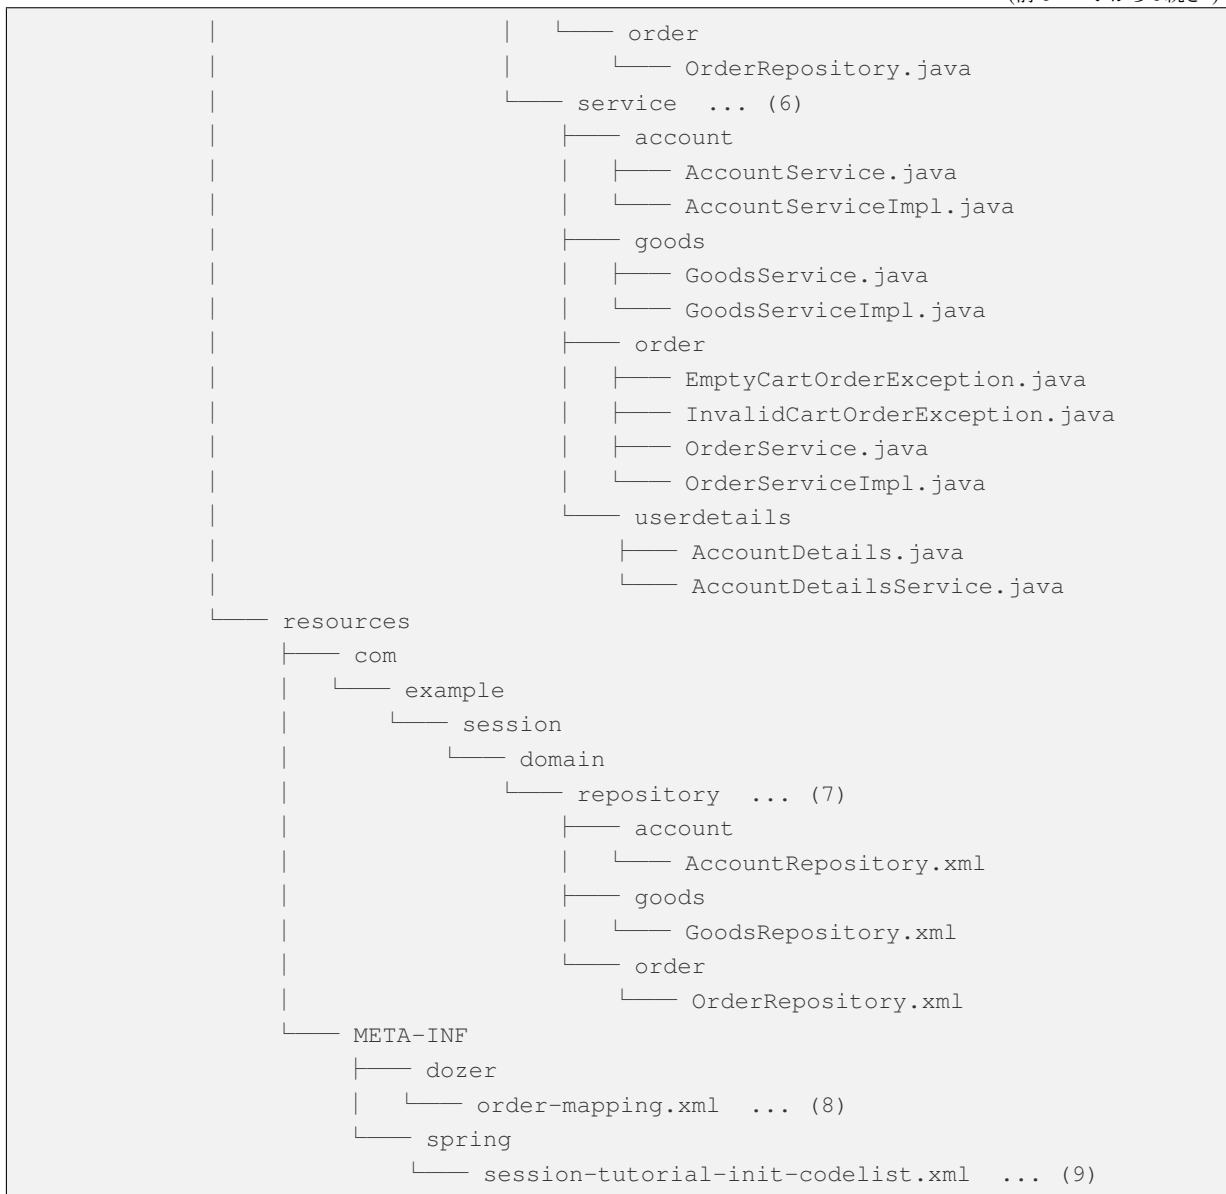 │ │ └── order
│ │ └── OrderRepository.java
│ └── service ... (6)
│ ├── account
│ │ ├── AccountService.java
│ │ └── AccountServiceImpl.java
│ ├── goods
│ │ ├── GoodsService.java
│ │ └── GoodsServiceImpl.java
│ ├── order
│ │ ├── EmptyCartOrderException.java
│ │ ├── InvalidCartOrderException.java
│ │ ├── OrderService.java
│ │ └── OrderServiceImpl.java
│ └── userdetails
│ ├── AccountDetails.java
│ └── AccountDetailsService.java
└── resources
├── com
│ └── example
│ └── session
│ └── domain
│ └── repository ... (7)
│ ├── account
│ │ └── AccountRepository.xml
│ ├── goods
│ │ └── GoodsRepository.xml
│ └── order
│ └── OrderRepository.xml
└── META-INF
├── dozer
│ └── order-mapping.xml ... (8)
└── spring
└── session-tutorial-init-codelist.xml ... (9)